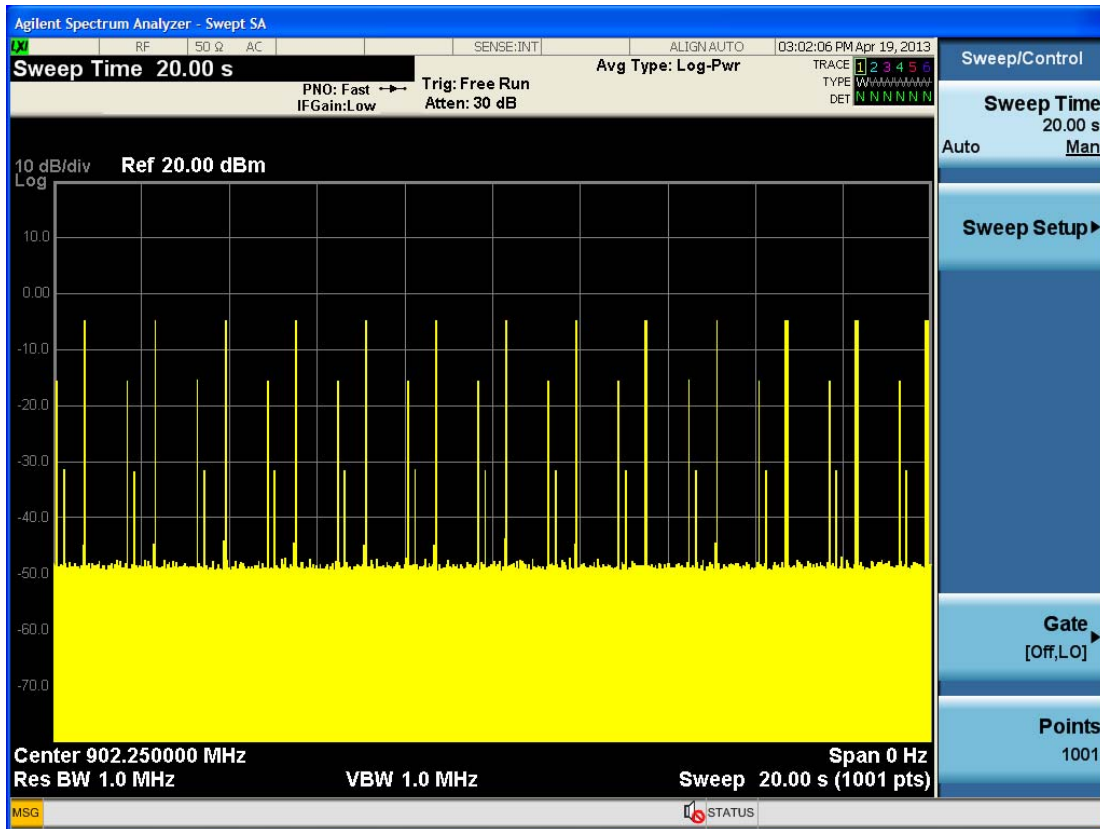 Agilent Spectrum Analyzer - Swept SA
LXI RF 50 Ω AC SENSE:INT ALIGN AUTO 03:02:06 PM Apr 19, 2013
Sweep Time 20.00 s
PNO: Fast
IFGain:Low
Trig: Free Run
Atten: 30 dB
Avg Type: Log-Pwr
TRACE 1 2 3 4 5 6
TYPE WWWWWW
DET N N N N N N
10 dB/div
Log
Ref 20.00 dBm
10.0
0.00
-10.0
-20.0
-30.0
-40.0
-50.0
-60.0
-70.0
Center 902.250000 MHz
Span 0 Hz
Res BW 1.0 MHz
VBW 1.0 MHz
Sweep 20.00 s (1001 pts)
MSG
STATUS
Sweep/Control
Sweep Time
20.00 s
Auto Man
Sweep Setup
Gate
[Off,LO]
Points
1001